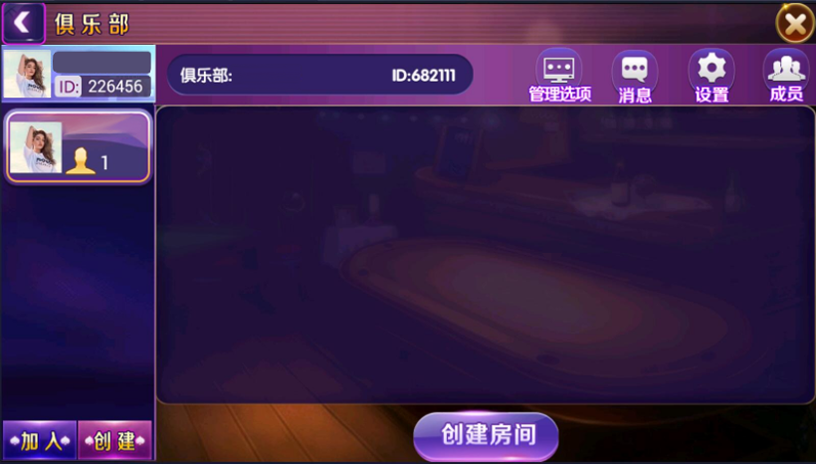 俱乐部
ID: 226456
俱乐部:
ID:682111
管理选项
消息
设置
成员
1
加入
创建
创建房间